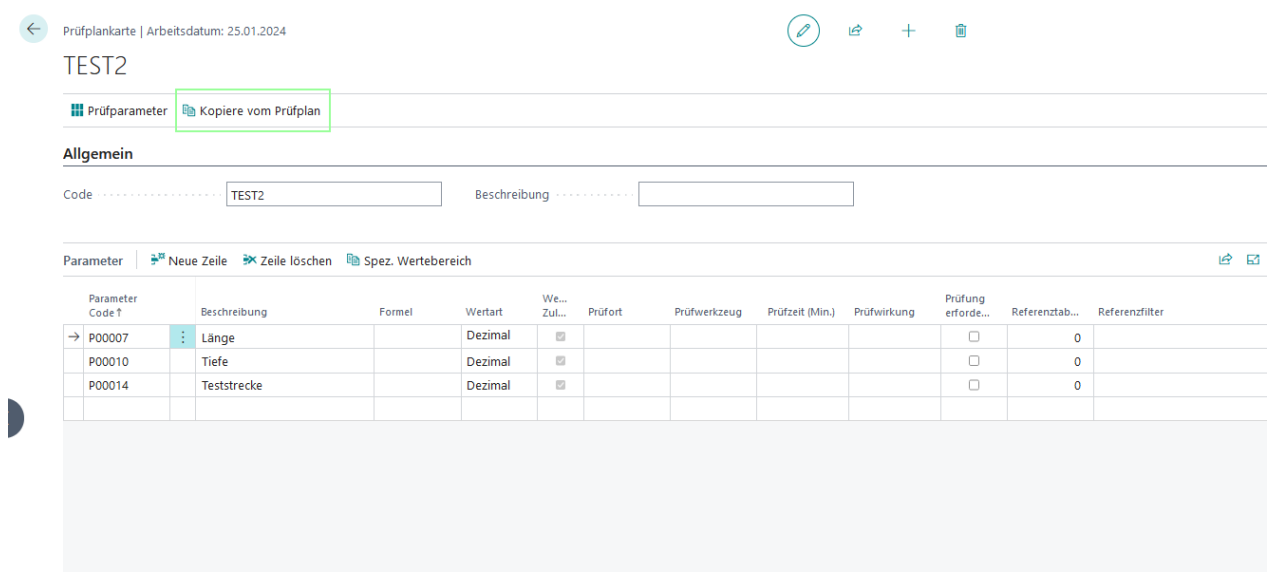 Prüfplankarte | Arbeitsdatum: 25.01.2024
TEST2
Prüfparameter Kopiere vom Prüfplan
Allgemein
Code TEST2 Beschreibung
Parameter Neue Zeile Zeile löschen Spez. Wertebereich
Parameter Code↑ Beschreibung Formel Wertart We... Zul... Prüfort Prüfwerkzeug Prüfzeit (Min.) Prüfwirkung Prüfung erforde... Referenztab... Referenzfilter
P00007 Länge Dezimal 0
P00010 Tiefe Dezimal 0
P00014 Teststrecke Dezimal 0